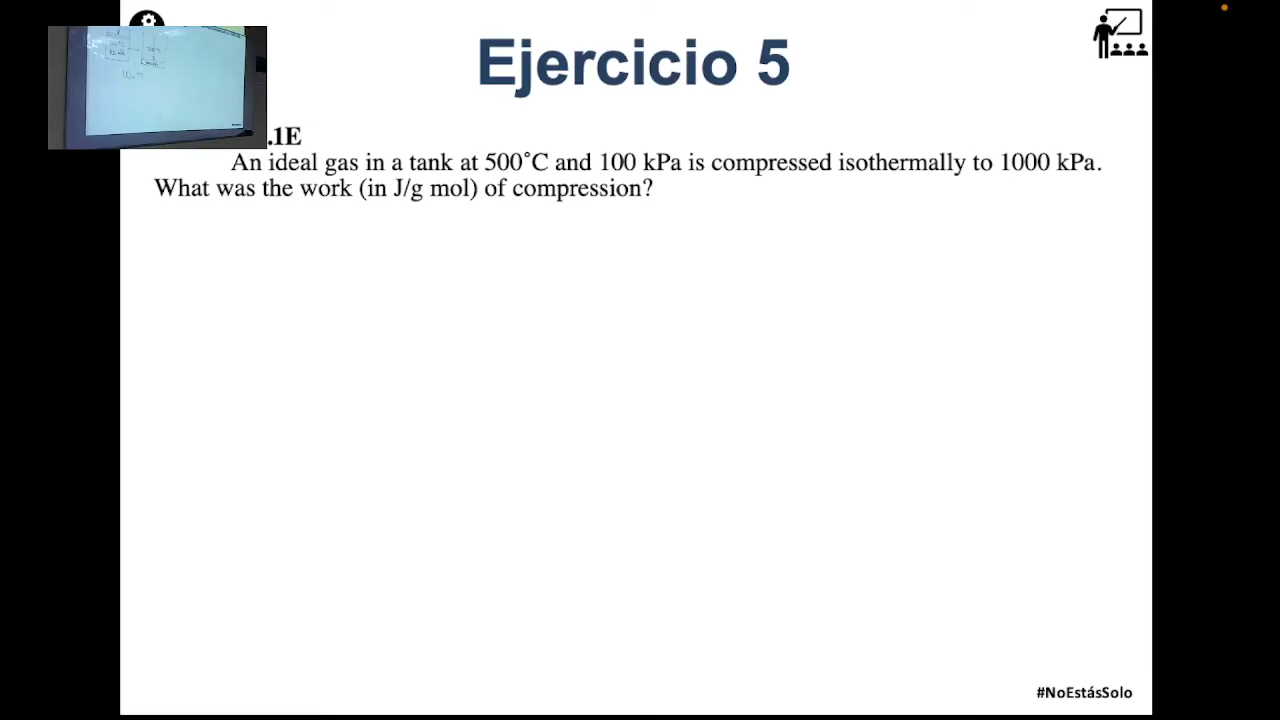 Ejercicio 5
.1E
An ideal gas in a tank at 500°C and 100 kPa is compressed isothermally to 1000 kPa.
What was the work (in J/g mol) of compression?
#NoEstásSolo